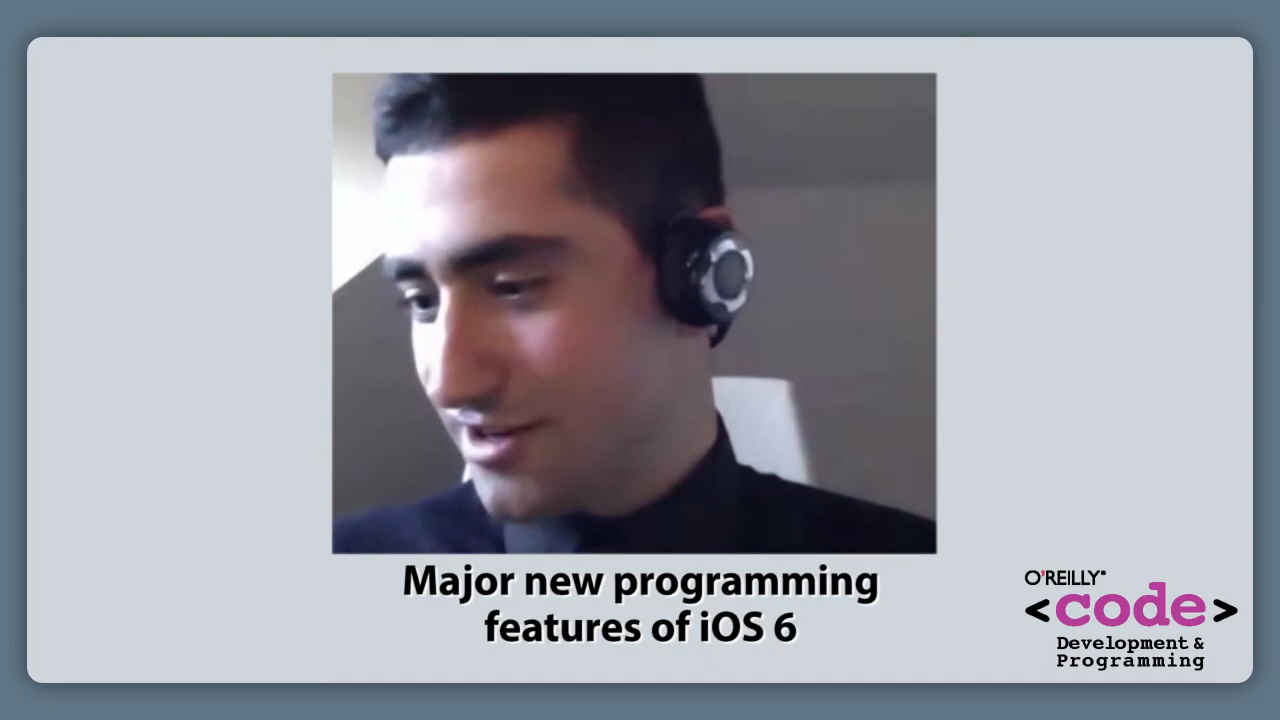 Major new programming
features of iOS 6
O'REILLY®
<code>
Development &
Programming